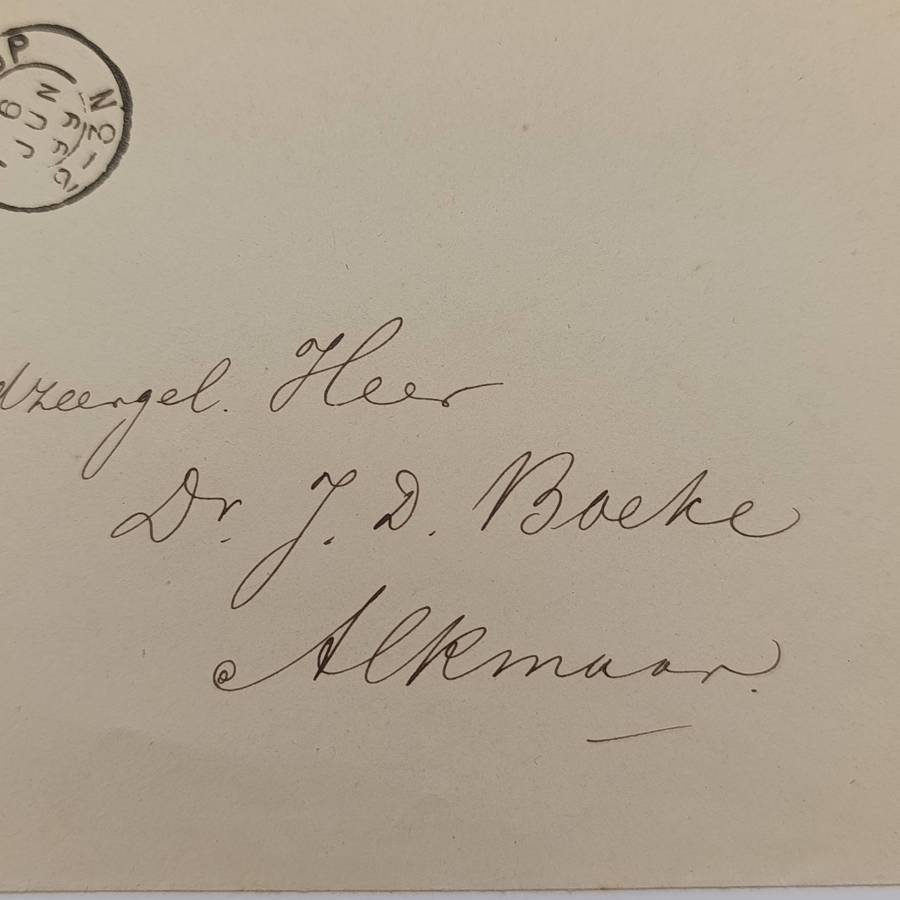 dzeergel. Heer
Dr. J. D. Boeke
Alkmaar.